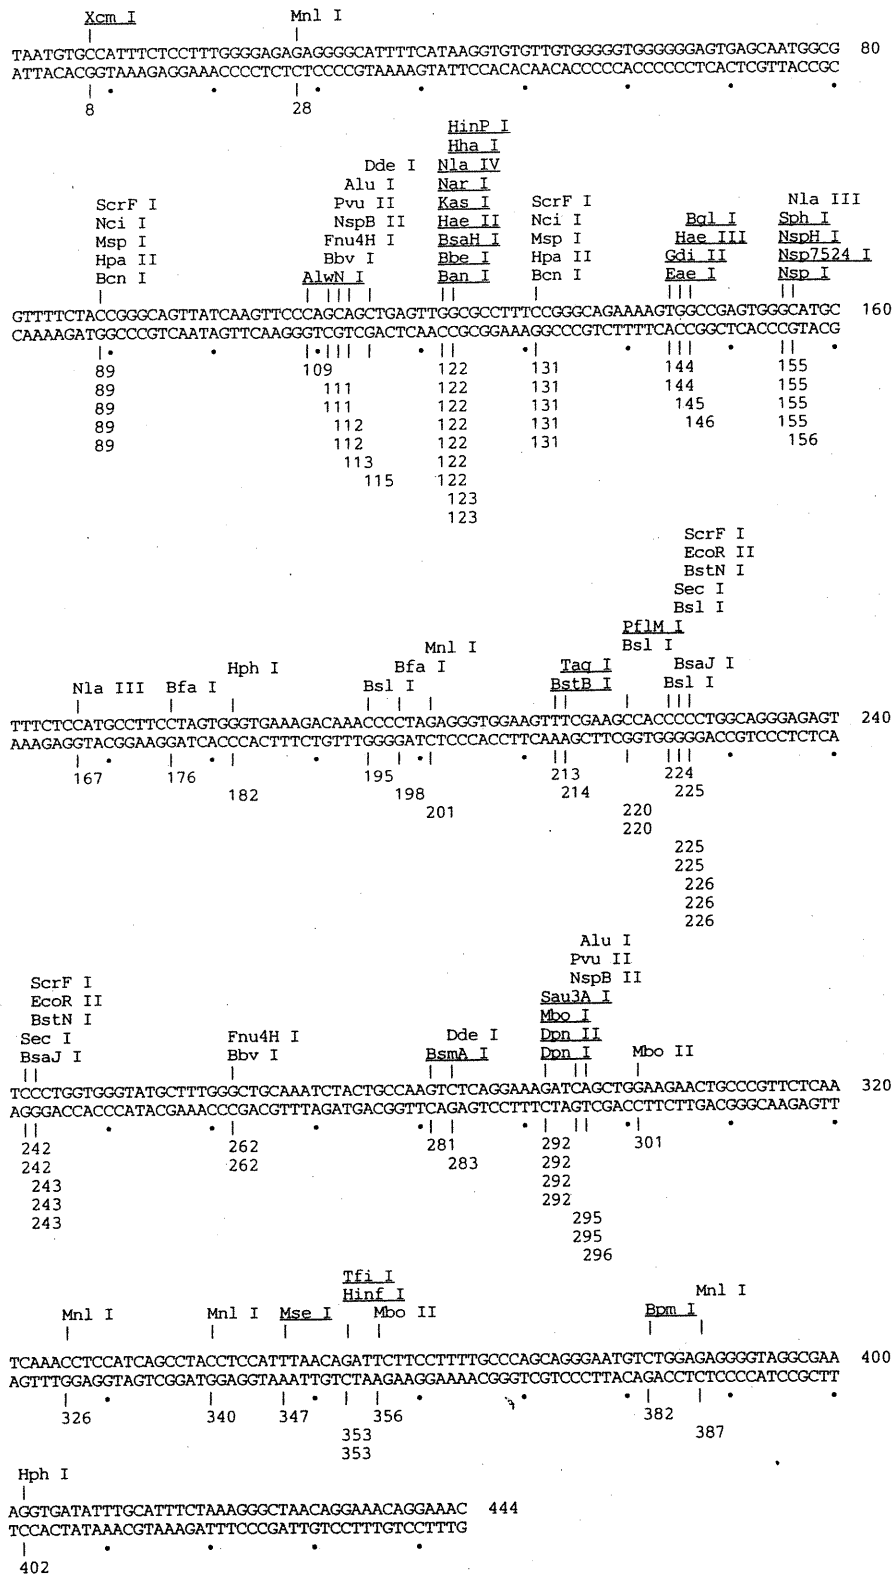 Xcm I Mnl I
TAATGTGCCATTTCTCCTTTGGGGAGAGAGGGGCATTTTCATAAGGTGTGTTGTGGGGGTGGGGGGAGTGAGCAATGGCG 80
ATTACACGGTAAAGAGGAAACCCCTCTCTCCCCGTAAAAGTATTCCACACAACACCCCCACCCCCCTCACTCGTTACCGC
8 28
HinP I
Hha I
Dde I Nla IV
Alu I Nar I Nla III
ScrF I Pvu II Kas I ScrF I Bgl I Sph I
Nci I NspB II Hae II Nci I Hae III NspH I
Msp I Fnu4H I BsaH I Msp I Gdi II Nsp7524 I
Hpa II Bbv I Bbe I Hpa II Eae I Nsp I
Bcn I AlwN I Ban I Bcn I
GTTTTCTACCGGGCAGTTATCAAGTTCCCAGCAGCTGAGTTGGCGCCTTTCCGGGCAGAAAAGTGGCCGAGTGGGCATGC 160
CAAAAGATGGCCCGTCAATAGTTCAAGGGTCGTCGACTCAACCGCGGAAAGGCCCGTCTTTTCACCGGCTCACCCGTACG
89 109 122 131 144 155
89 111 122 131 144 155
89 111 122 131 145 155
89 112 122 131 146 155
89 112 122 131 156
113 122
115 122
123
123
ScrF I
EcoR II
BstN I
Sec I
Bsl I
PflM I
Mnl I Bsl I
Hph I Bfa I Taq I BsaJ I
Nla III Bfa I Bsl I BstB I Bsl I
TTTCTCCATGCCTTCCTAGTGGGTGAAAGACAAACCCCTAGAGGGTGGAAGTTTCGAAGCCACCCCCTGGCAGGGAGAGT 240
AAAGAGGTACGGAAGGATCACCCACTTTCTGTTTGGGGATCTCCCACCTTCAAAGCTTCGGTGGGGGACCGTCCCTCTCA
167 176 195 213 224
182 198 214 225
201 220
220
225
225
226
226
226
Alu I
Pvu II
ScrF I NspB II
EcoR II Sau3A I
BstN I Mbo I
Sec I Fnu4H I Dde I Dpn II
BsaJ I Bbv I BsmA I Dpn I Mbo II
TCCCTGGTGGGTATGCTTTGGGCTGCAAATCTACTGCCAAGTCTCAGGAAAGATCAGCTGGAAGAACTGCCCGTTCTCAA 320
AGGGACCACCCATACGAAACCCGACGTTTAGATGACGGTTCAGAGTCCTTTCTAGTCGACCTTCTTGACGGGCAAGAGTT
242 262 281 292 301
242 262 283 292
243 292
243 292
243 295
295
296
Tfi I
Hinf I Mnl I
Mnl I Mnl I Mse I Mbo II Bpm I
TCAAACCTCCATCAGCCTACCTCCATTTAACAGATTCTTCCTTTTGCCCAGCAGGGAATGTCTGGAGAGGGGTAGGCGAA 400
AGTTTGGAGGTAGTCGGATGGAGGTAAATTGTCTAAGAAGGAAAACGGGTCGTCCCTTACAGACCTCTCCCCATCCGCTT
326 340 347 356 382
353 387
353
Hph I
AGGTGATATTTGCATTTCTAAAGGGCTAACAGGAAACAGGAAAC 444
TCCACTATAAACGTAAAGATTTCCCGATTGTCCTTTGTCCTTTG
402